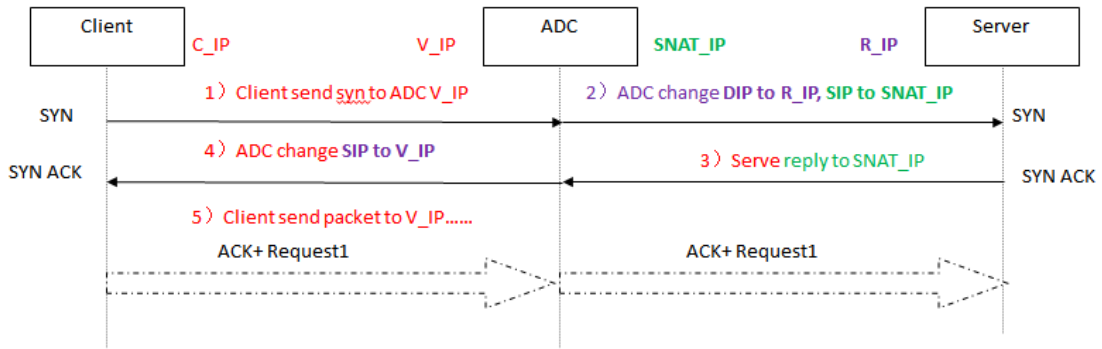 Client
ADC
Server
C_IP
V_IP
SNAT_IP
R_IP
1）Client send syn to ADC V_IP
2）ADC change DIP to R_IP, SIP to SNAT_IP
SYN
SYN
4）ADC change SIP to V_IP
3）Serve reply to SNAT_IP
SYN ACK
SYN ACK
5）Client send packet to V_IP......
ACK+ Request1
ACK+ Request1